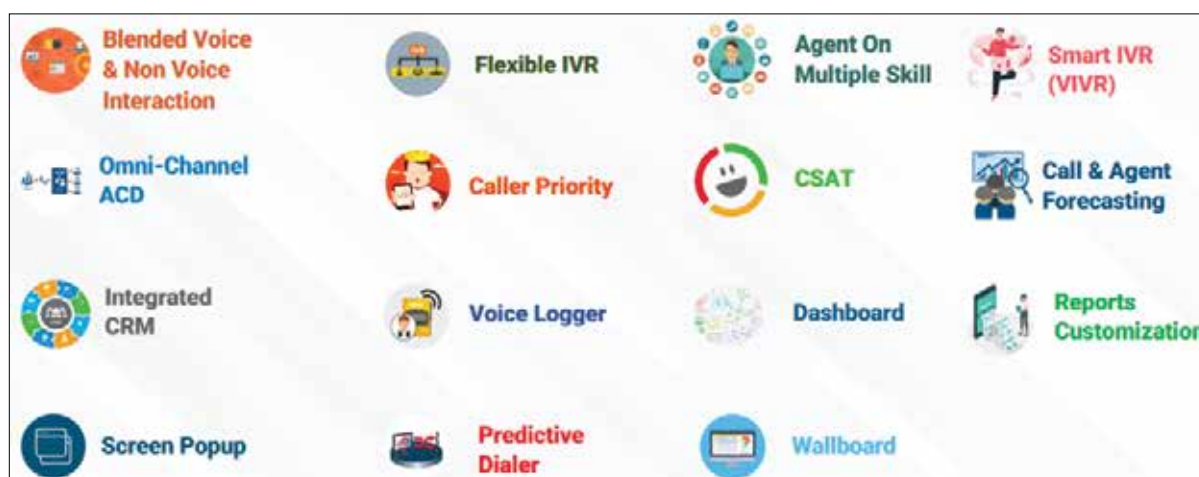 Blended Voice
& Non Voice
Interaction
Flexible IVR
Agent On
Multiple Skill
Smart IVR
(VIVR)
Omni-Channel
ACD
Caller Priority
CSAT
Call & Agent
Forecasting
Integrated
CRM
Voice Logger
Dashboard
Reports
Customization
Screen Popup
Predictive
Dialer
Wallboard